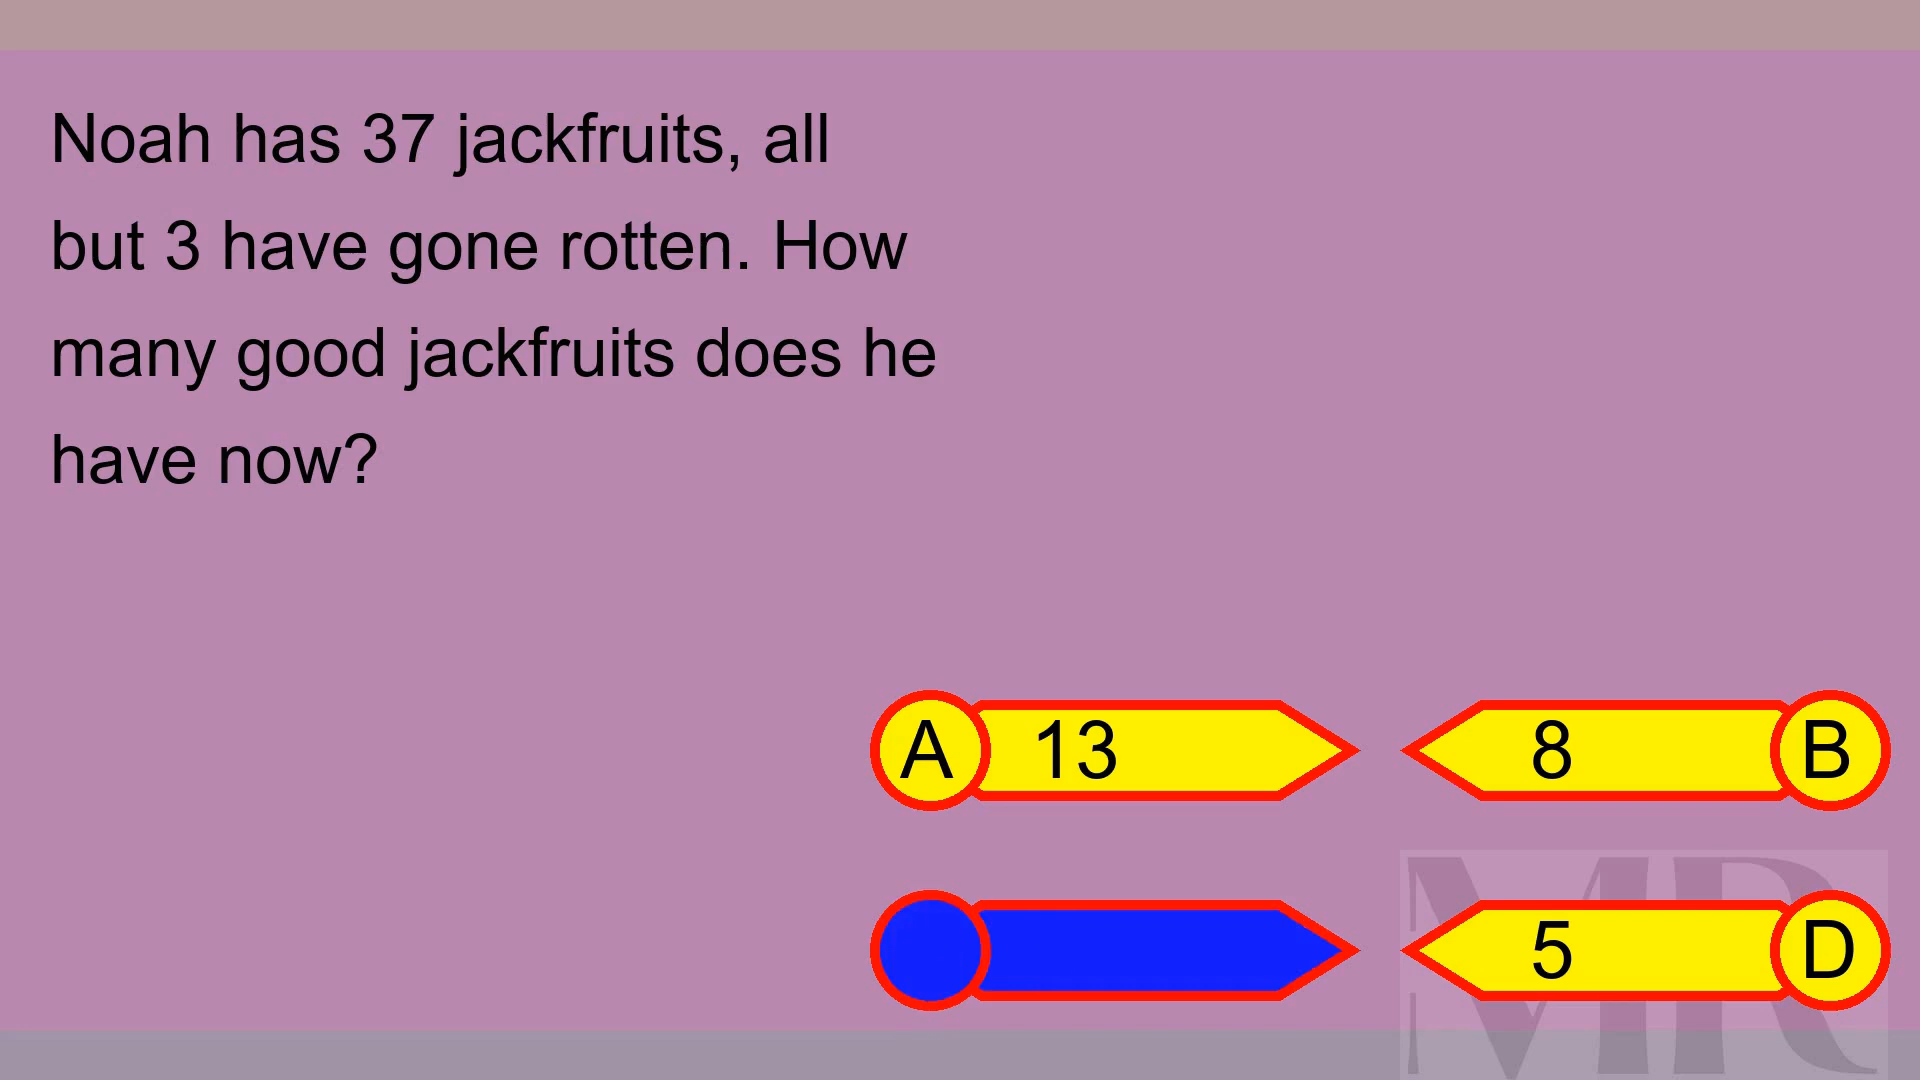 Noah has 37 jackfruits, all
but 3 have gone rotten. How
many good jackfruits does he
have now?
A 13
8 B
5 D
MR